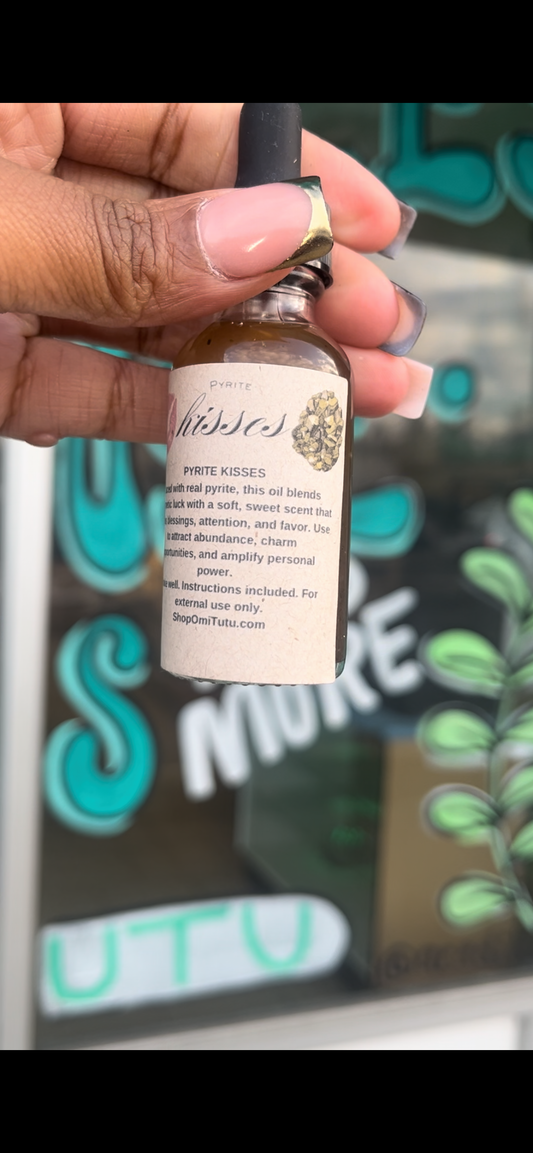 PYRITE
kisses
PYRITE KISSES
with real pyrite, this oil blends
luck with a soft, sweet scent that
blessings, attention, and favor. Use
to attract abundance, charm
and amplify personal
power.
well. Instructions included. For
external use only.
ShopOmiTutu.com
S
MORE
UTU